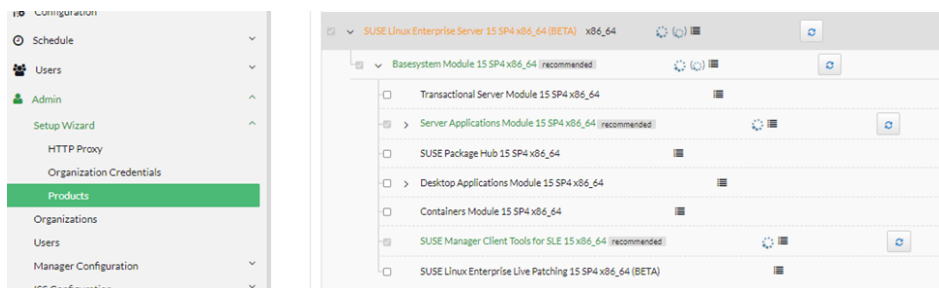 Configuration
Schedule
Users
Admin
Setup Wizard
HTTP Proxy
Organization Credentials
Products
Organizations
Users
Manager Configuration
ISS Configuration
SUSE Linux Enterprise Server 15 SP4 x86_64 (BETA) x86_64
Basesystem Module 15 SP4 x86_64 recommended
Transactional Server Module 15 SP4 x86_64
Server Applications Module 15 SP4 x86_64 recommended
SUSE Package Hub 15 SP4 x86_64
Desktop Applications Module 15 SP4 x86_64
Containers Module 15 SP4 x86_64
SUSE Manager Client Tools for SLE 15 x86_64 recommended
SUSE Linux Enterprise Live Patching 15 SP4 x86_64 (BETA)